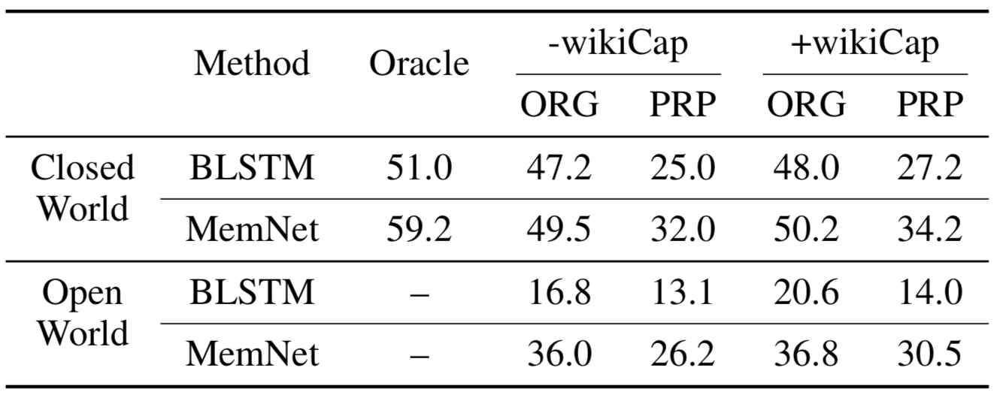 Method Oracle -wikiCap +wikiCap
ORG PRP ORG PRP
Closed World BLSTM 51.0 47.2 25.0 48.0 27.2
MemNet 59.2 49.5 32.0 50.2 34.2
Open World BLSTM – 16.8 13.1 20.6 14.0
MemNet – 36.0 26.2 36.8 30.5